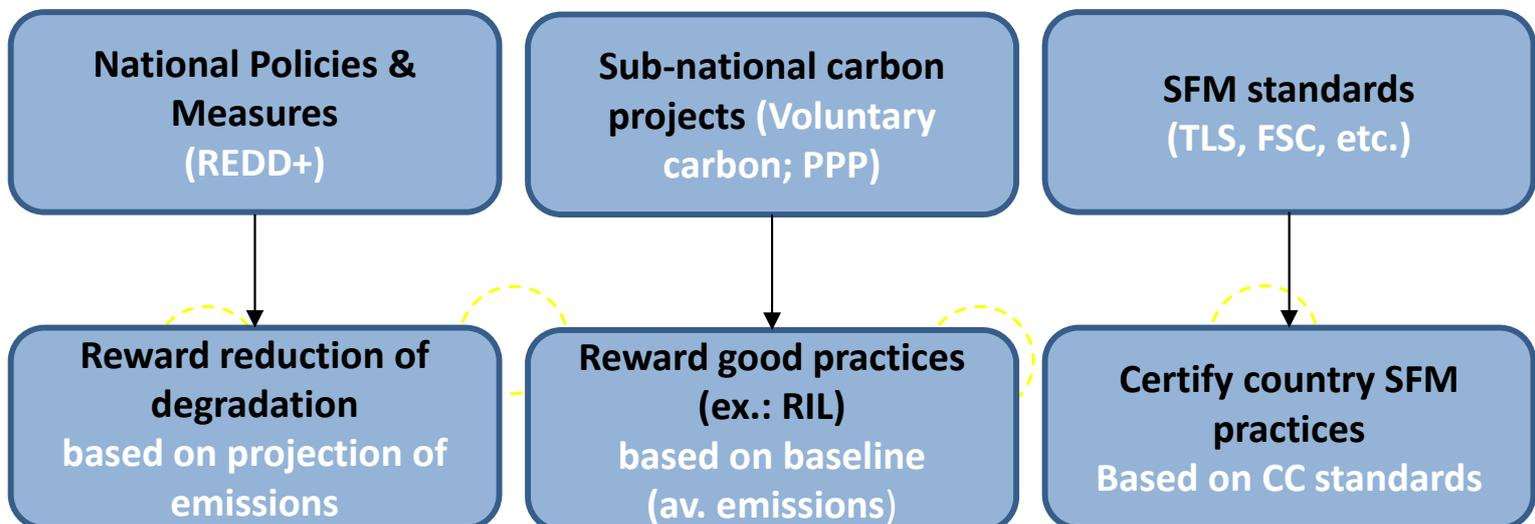 National Policies &
Measures
(REDD+)
Sub-national carbon
projects (Voluntary
carbon; PPP)
SFM standards
(TLS, FSC, etc.)
Reward reduction of
degradation
based on projection of
emissions
Reward good practices
(ex.: RIL)
based on baseline
(av. emissions)
Certify country SFM
practices
Based on CC standards